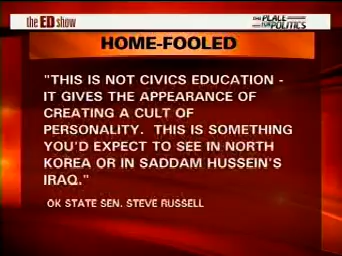 the ED show
THE PLACE
FOR POLITICS
HOME-FOOLED
"THIS IS NOT CIVICS EDUCATION -
IT GIVES THE APPEARANCE OF
CREATING A CULT OF
PERSONALITY.  THIS IS SOMETHING
YOU'D EXPECT TO SEE IN NORTH
KOREA OR IN SADDAM HUSSEIN'S
IRAQ."
OK STATE SEN. STEVE RUSSELL